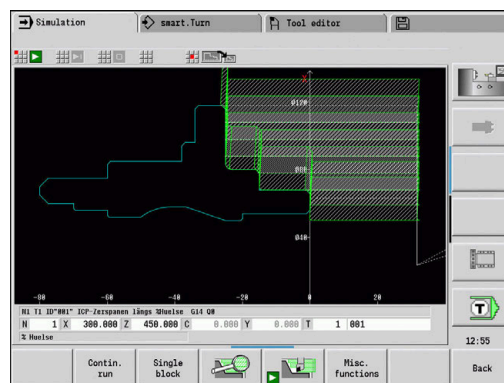 Simulation
smart.Turn
Tool editor
X
Ø120
Ø80
Ø40
-80 -60 -40 -20 0 20
N1 T1 ID"001" ICP-Zerspanen längs %Huelse G14 Q0
N 1 X 300.000 Z 450.000 C 0.000 Y 0.000 T 1 001
% Huelse
T
12:55
Contin. run
Single block
Misc. functions
Back